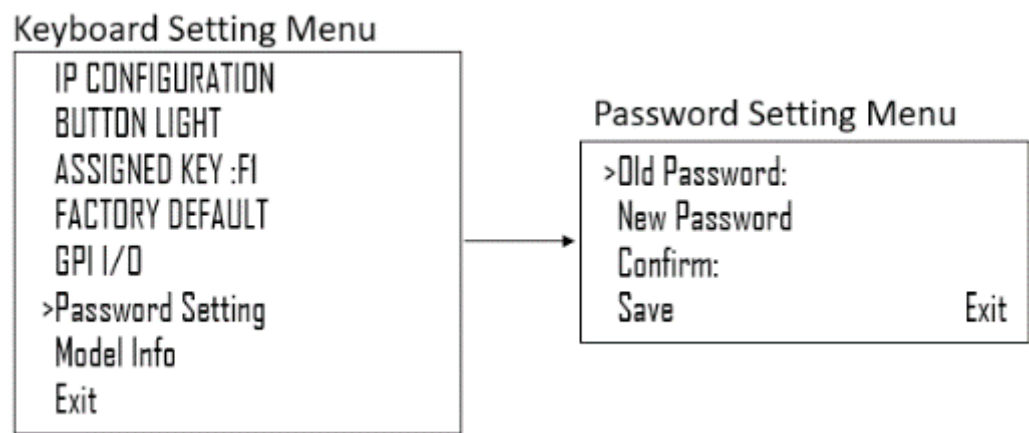 Keyboard Setting Menu
IP CONFIGURATION
BUTTON LIGHT
ASSIGNED KEY :F1
FACTORY DEFAULT
GPI I/O
>Password Setting
Model Info
Exit
Password Setting Menu
>Old Password:
New Password
Confirm:
Save Exit